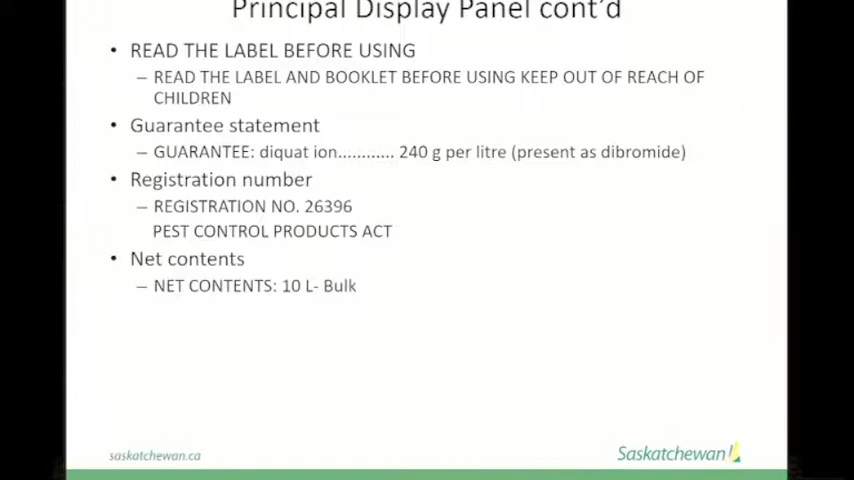 Principal Display Panel cont'd
• READ THE LABEL BEFORE USING
– READ THE LABEL AND BOOKLET BEFORE USING KEEP OUT OF REACH OF
CHILDREN
• Guarantee statement
– GUARANTEE: diquat ion............ 240 g per litre (present as dibromide)
• Registration number
– REGISTRATION NO. 26396
PEST CONTROL PRODUCTS ACT
• Net contents
– NET CONTENTS: 10 L- Bulk
saskatchewan.ca
Saskatchewan